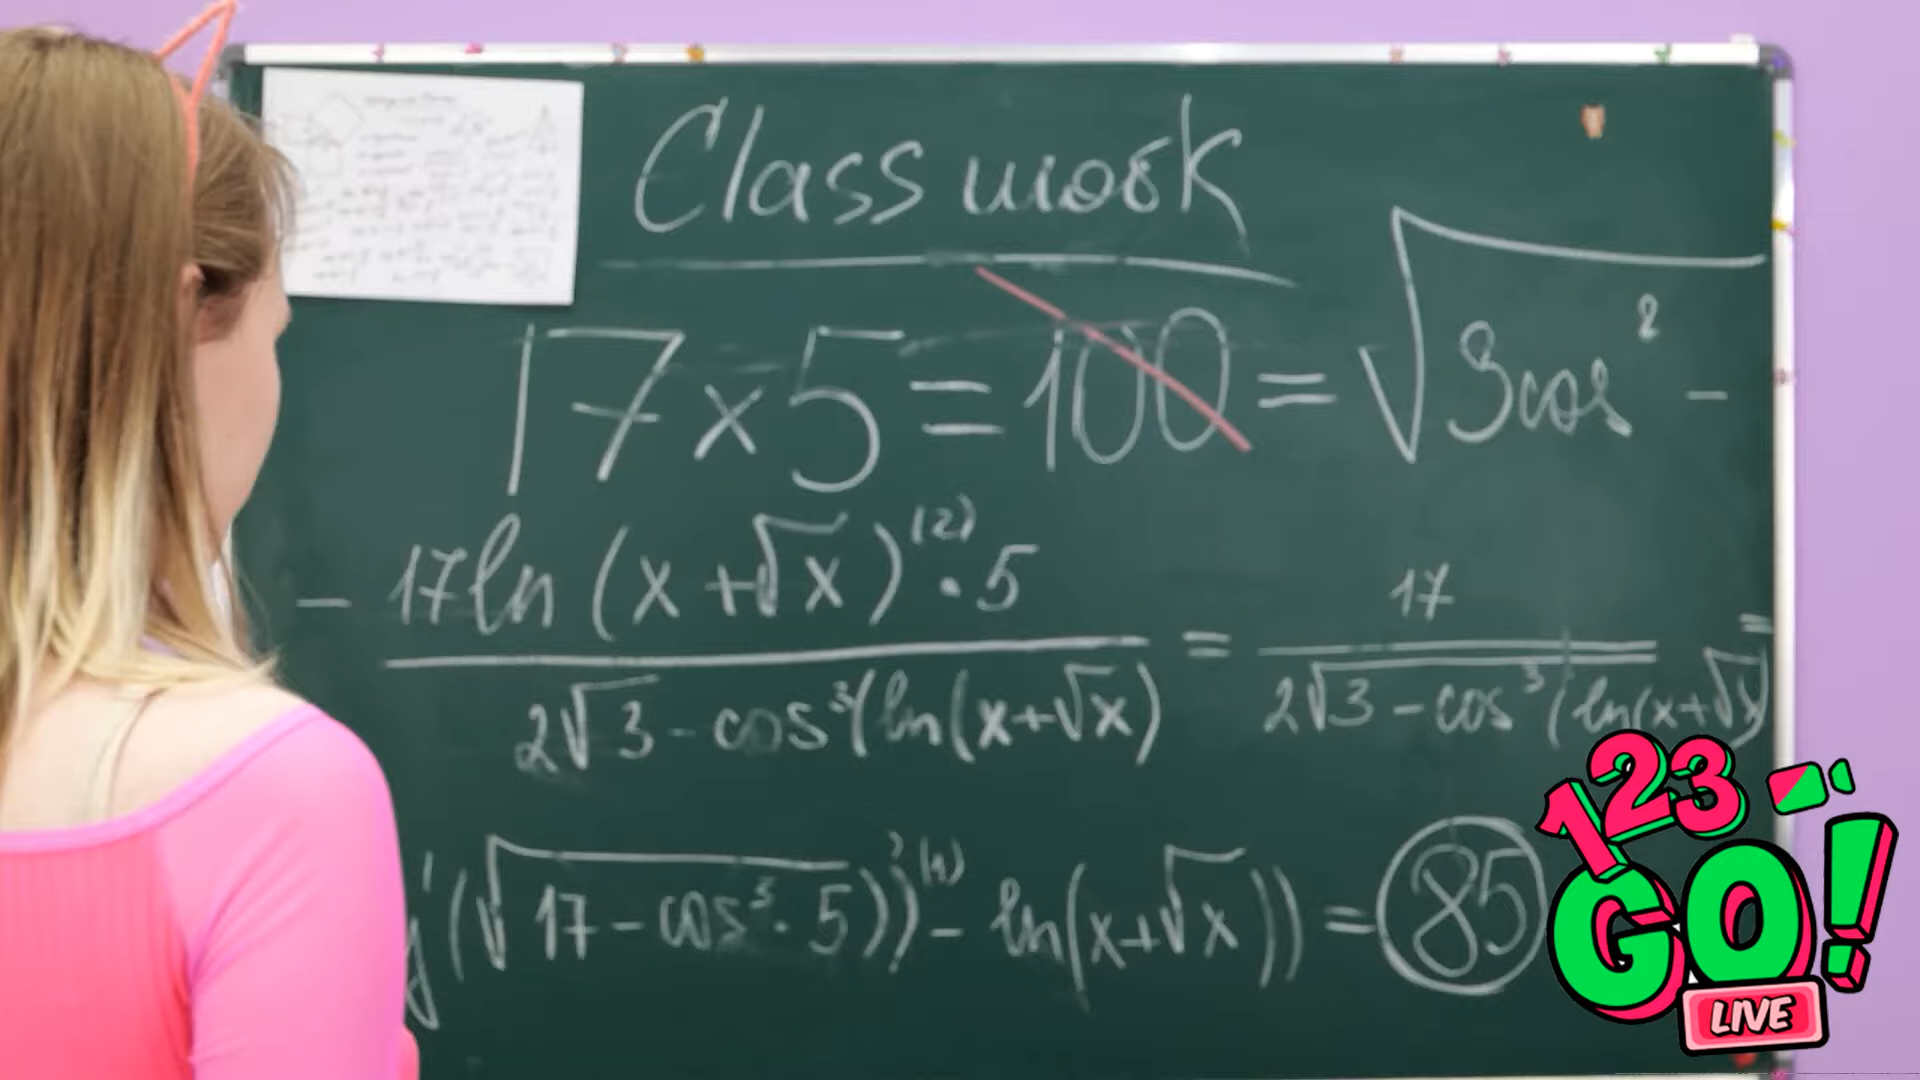 Class work
17 x 5 = 100 = √3cos² -
- 17ln (x + √x)⁽²⁾ · 5 / 2√3 - cos³(ln(x+√x) = 17 / 2√3 - cos³(ln(x+√x) =
y'(√17 - cos³ · 5))'⁽⁴⁾ - ln(x+√x)) = 85
123
GO!
LIVE